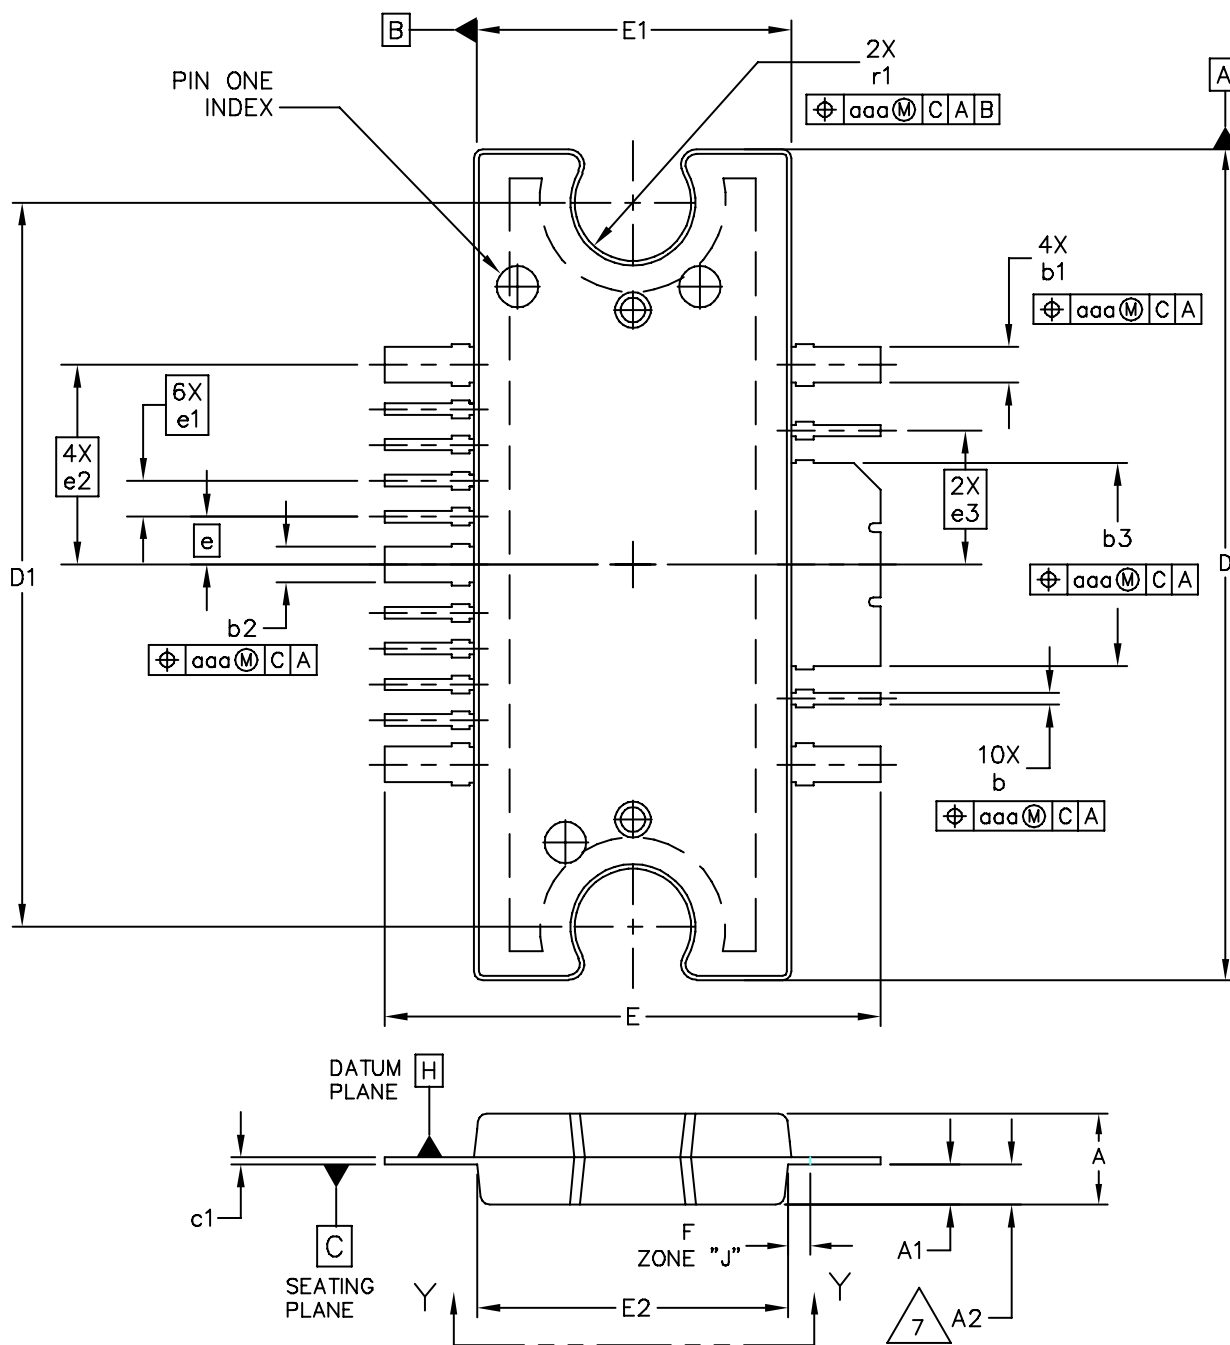 B
E1
2X
r1
⌖ aaa Ⓜ C A B
A
PIN ONE
INDEX
4X
b1
⌖ aaa Ⓜ C A
6X
e1
4X
e2
e
2X
e3
b3
⌖ aaa Ⓜ C A
D1
D
b2
⌖ aaa Ⓜ C A
10X
b
⌖ aaa Ⓜ C A
E
DATUM
PLANE
H
A
c1
C
SEATING
PLANE
F
ZONE "J"
A1
Y
Y
E2
7
A2